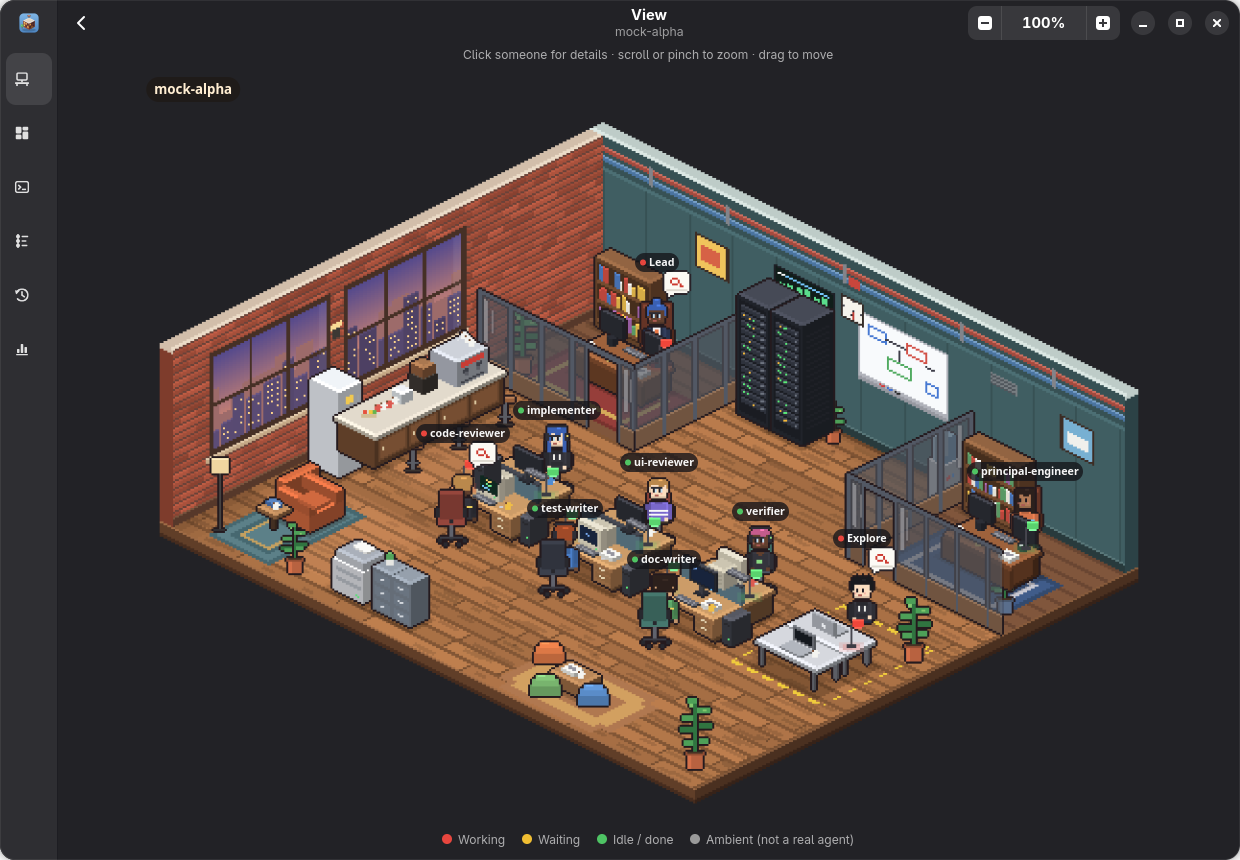 View
mock-alpha
100%
Click someone for details · scroll or pinch to zoom · drag to move
mock-alpha
Lead
implementer
code-reviewer
ui-reviewer
principal-engineer
test-writer
verifier
Explore
doc-writer
Working
Waiting
Idle / done
Ambient (not a real agent)